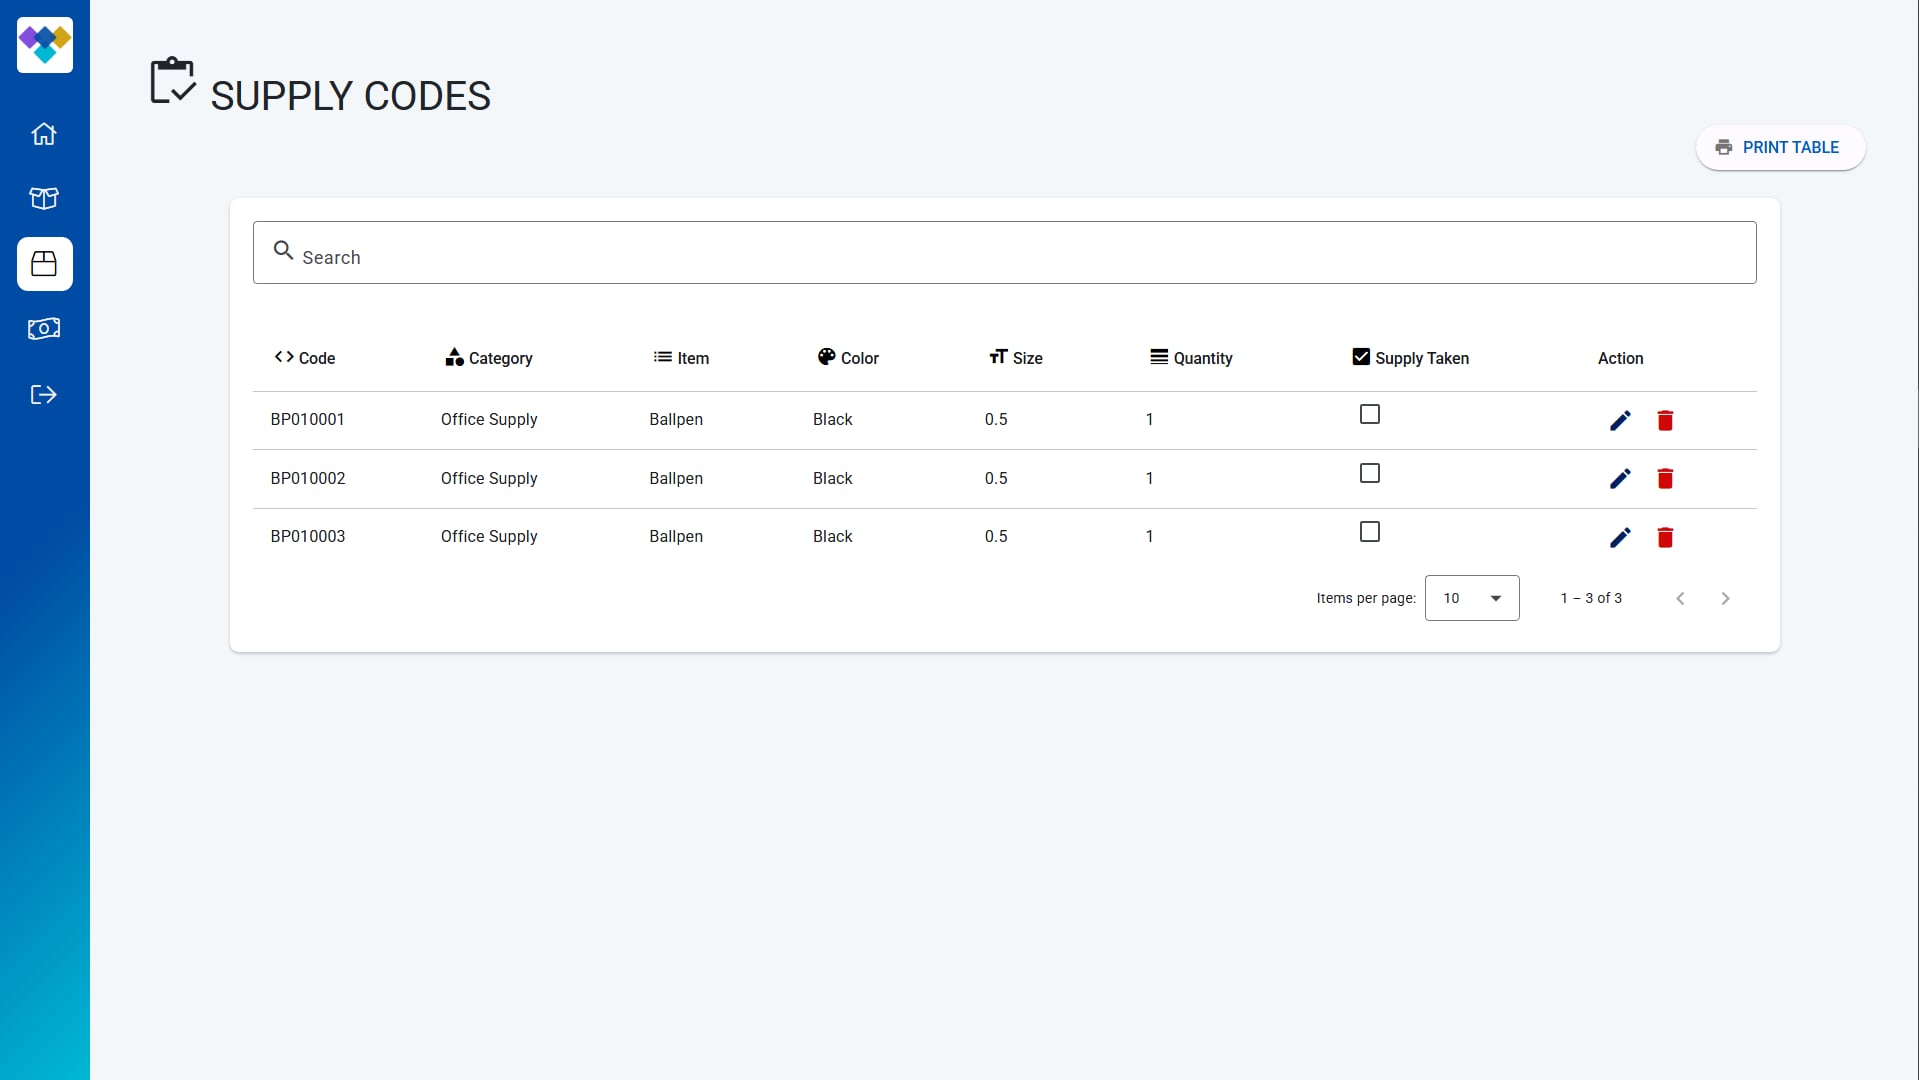 SUPPLY CODES
PRINT TABLE
Search
Code Category Item Color Size Quantity Supply Taken Action
BP010001 Office Supply Ballpen Black 0.5 1
BP010002 Office Supply Ballpen Black 0.5 1
BP010003 Office Supply Ballpen Black 0.5 1
Items per page: 10 1 – 3 of 3